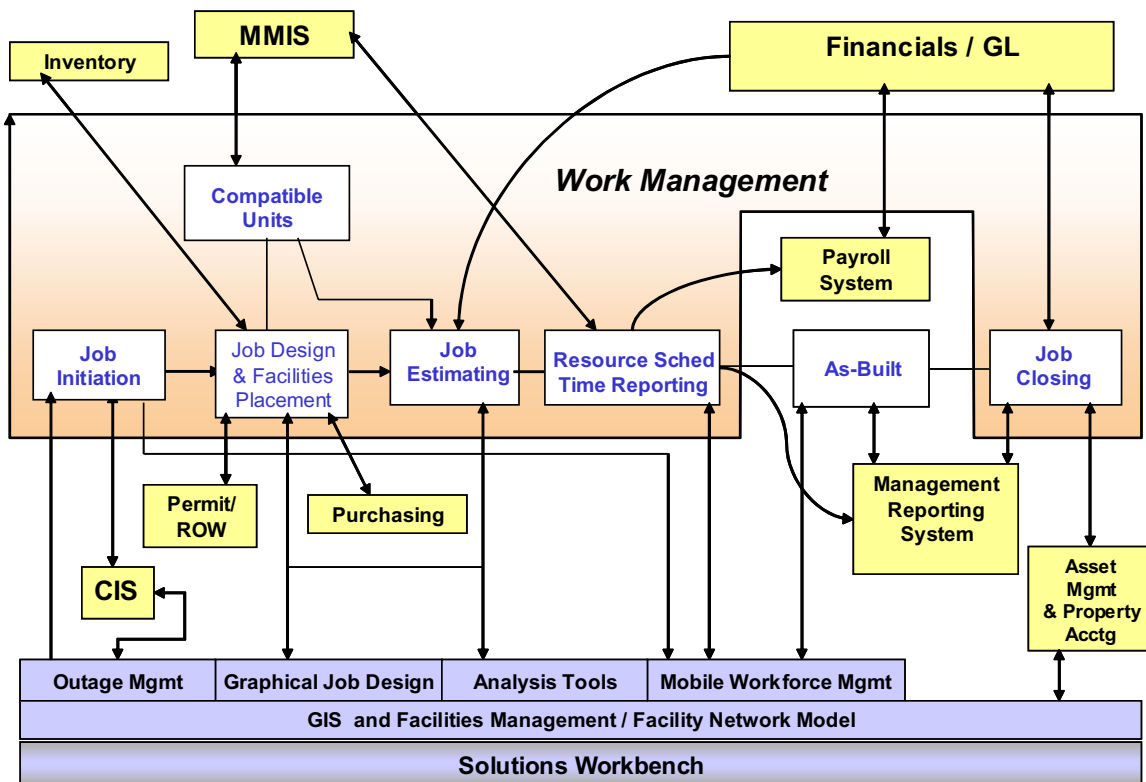 MMIS
Financials / GL
Inventory
Work Management
Compatible
Units
Payroll
System
Job
Initiation
Job Design
& Facilities
Placement
Job
Estimating
Resource Sched
Time Reporting
As-Built
Job
Closing
Permit/
ROW
Purchasing
Management
Reporting
System
CIS
Asset
Mgmt
& Property
Acctg
Outage Mgmt
Graphical Job Design
Analysis Tools
Mobile Workforce Mgmt
GIS and Facilities Management / Facility Network Model
Solutions Workbench